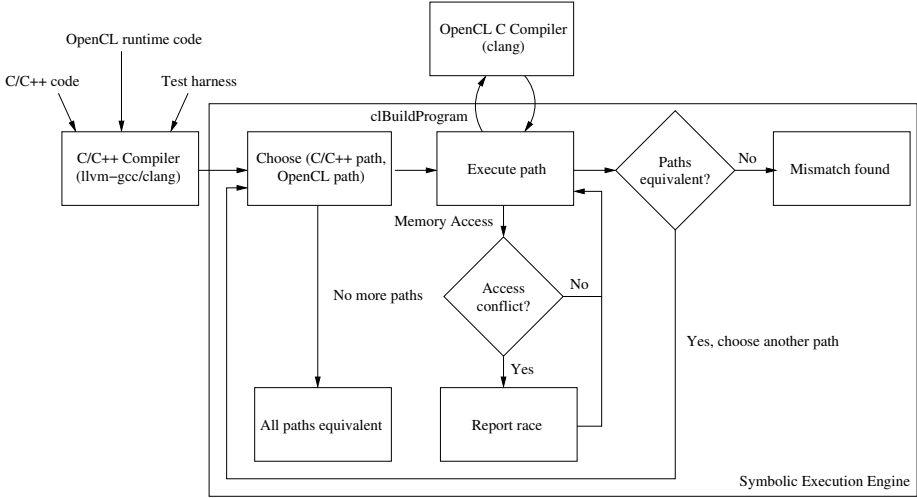 OpenCL runtime code
C/C++ code
Test harness
OpenCL C Compiler
(clang)
clBuildProgram
C/C++ Compiler
(llvm−gcc/clang)
Choose (C/C++ path,
OpenCL path)
Execute path
Paths
equivalent?
No
Mismatch found
Memory Access
No more paths
Access
conflict?
No
Yes, choose another path
Yes
All paths equivalent
Report race
Symbolic Execution Engine